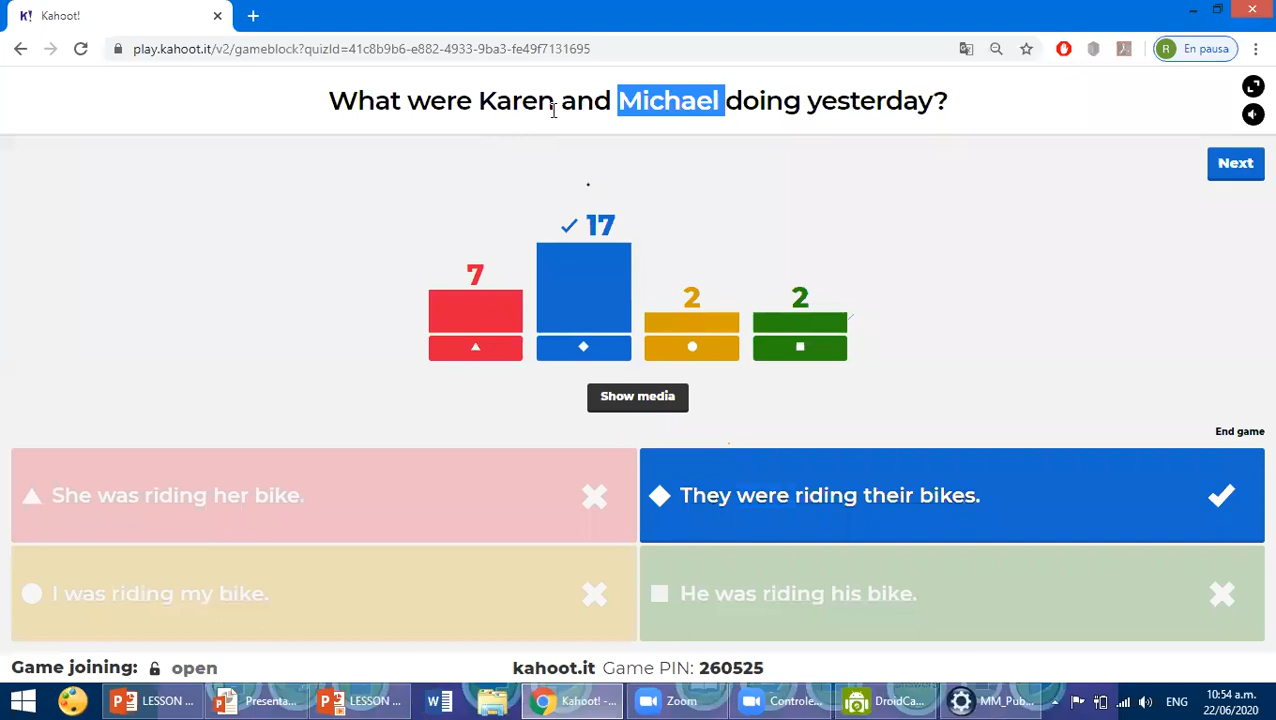 Kahoot!
play.kahoot.it/v2/gameblock?quizId=41c8b9b6-e882-4933-9ba3-fe49f7131695
R En pausa
What were Karen and Michael doing yesterday?
Next
17
7
2
2
Show media
End game
She was riding her bike.
They were riding their bikes.
I was riding my bike.
He was riding his bike.
Game joining: open
kahoot.it Game PIN: 260525
LESSON ...
Presenta...
LESSON ...
Kahoot! -...
Zoom
Controle...
DroidCa...
MM_Pub...
ENG
10:54 a.m.
22/06/2020